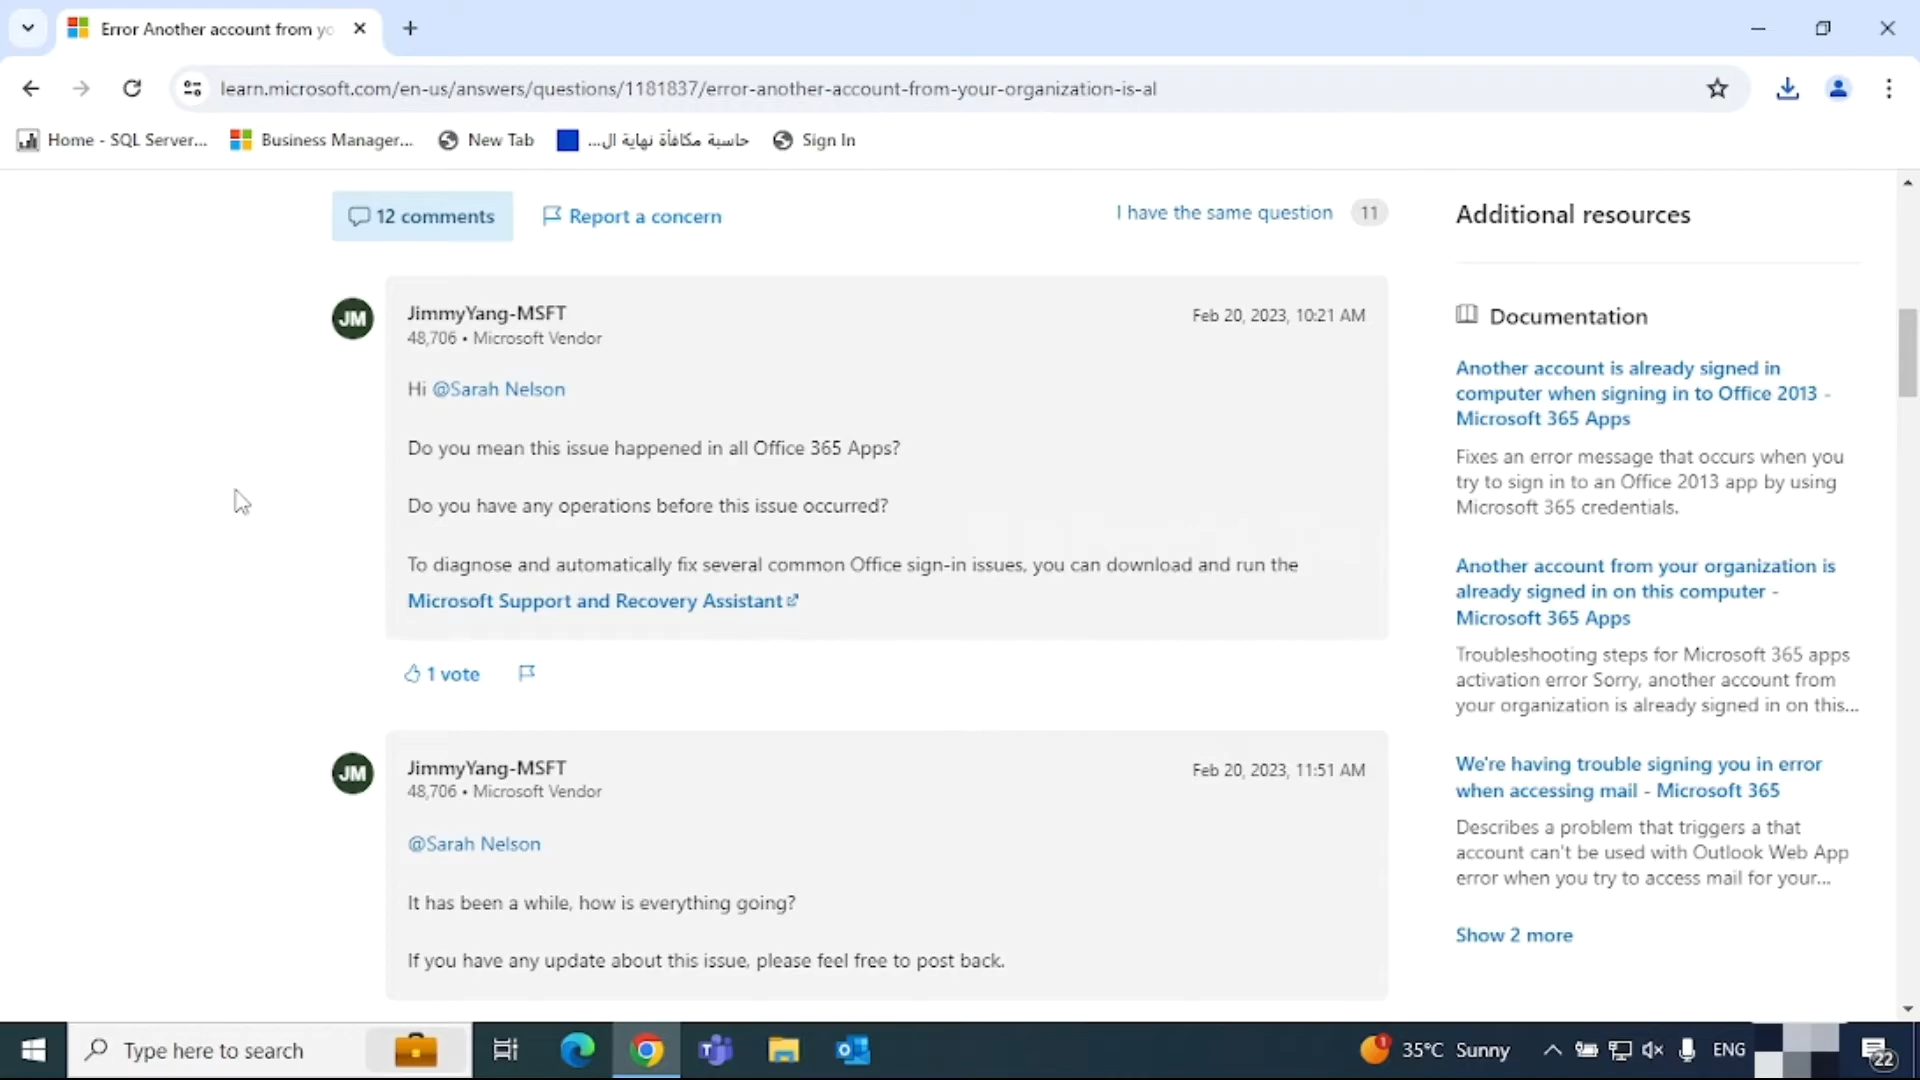 Error Another account from yo
learn.microsoft.com/en-us/answers/questions/1181837/error-another-account-from-your-organization-is-al
Home - SQL Server...
Business Manager...
New Tab
حاسبة مكافأة نهاية ال...
Sign In
12 comments
Report a concern
I have the same question 11
JM
JimmyYang-MSFT
Feb 20, 2023, 10:21 AM
48,706 • Microsoft Vendor
Hi @Sarah Nelson
Do you mean this issue happened in all Office 365 Apps?
Do you have any operations before this issue occurred?
To diagnose and automatically fix several common Office sign-in issues, you can download and run the
Microsoft Support and Recovery Assistant
1 vote
JM
JimmyYang-MSFT
Feb 20, 2023, 11:51 AM
48,706 • Microsoft Vendor
@Sarah Nelson
It has been a while, how is everything going?
If you have any update about this issue, please feel free to post back.
Additional resources
Documentation
Another account is already signed in
computer when signing in to Office 2013 -
Microsoft 365 Apps
Fixes an error message that occurs when you
try to sign in to an Office 2013 app by using
Microsoft 365 credentials.
Another account from your organization is
already signed in on this computer -
Microsoft 365 Apps
Troubleshooting steps for Microsoft 365 apps
activation error Sorry, another account from
your organization is already signed in on this...
We're having trouble signing you in error
when accessing mail - Microsoft 365
Describes a problem that triggers a that
account can't be used with Outlook Web App
error when you try to access mail for your...
Show 2 more
Type here to search
1
35°C Sunny
ENG
22